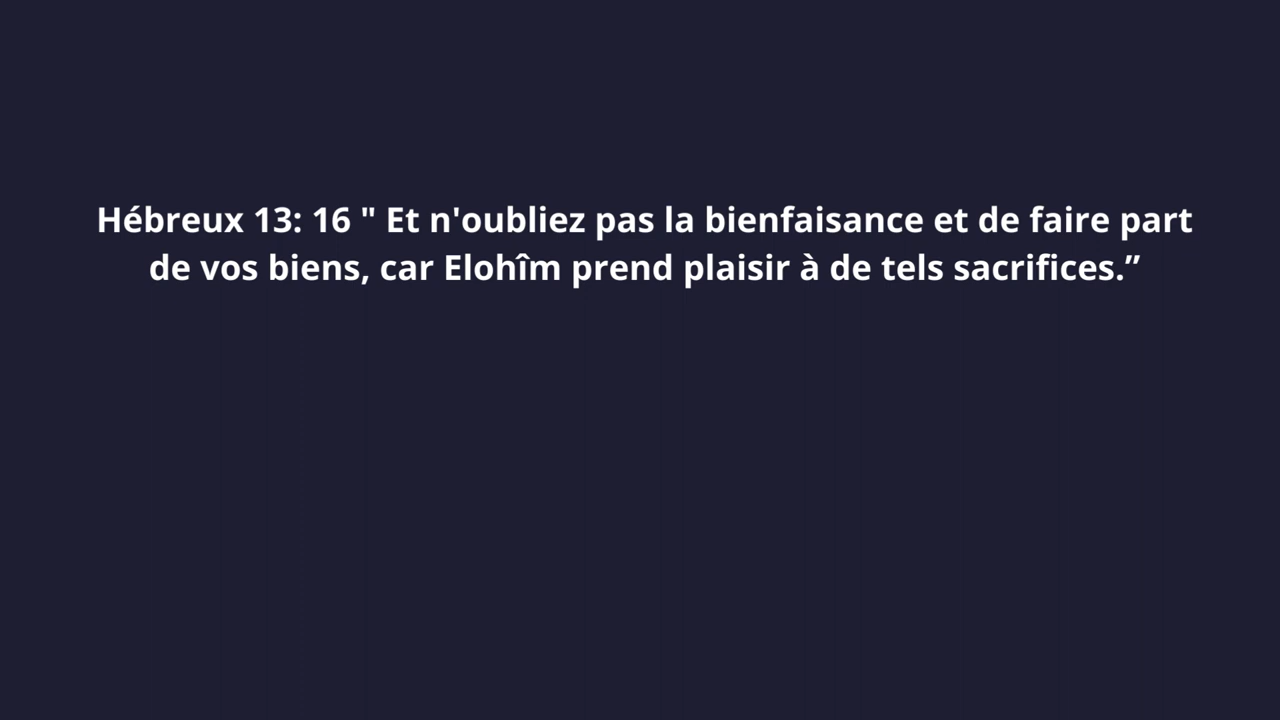 Hébreux 13: 16 " Et n'oubliez pas la bienfaisance et de faire part
de vos biens, car Elohîm prend plaisir à de tels sacrifices.”